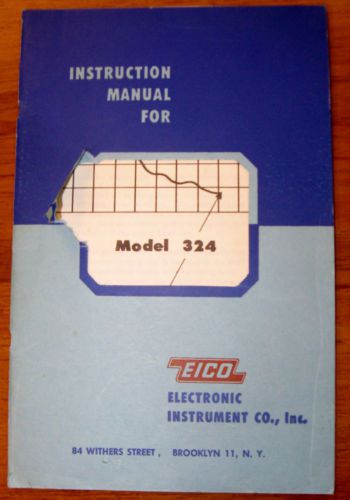 INSTRUCTION
MANUAL
FOR
Model 324
EICO
ELECTRONIC
INSTRUMENT CO., Inc.
84 WITHERS STREET, BROOKLYN 11, N. Y.